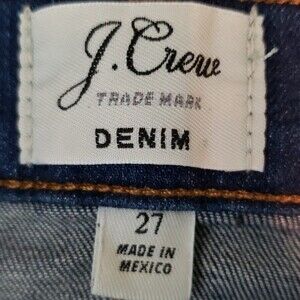 J.Crew
TRADE MARK
DENIM
27
MADE IN
MEXICO